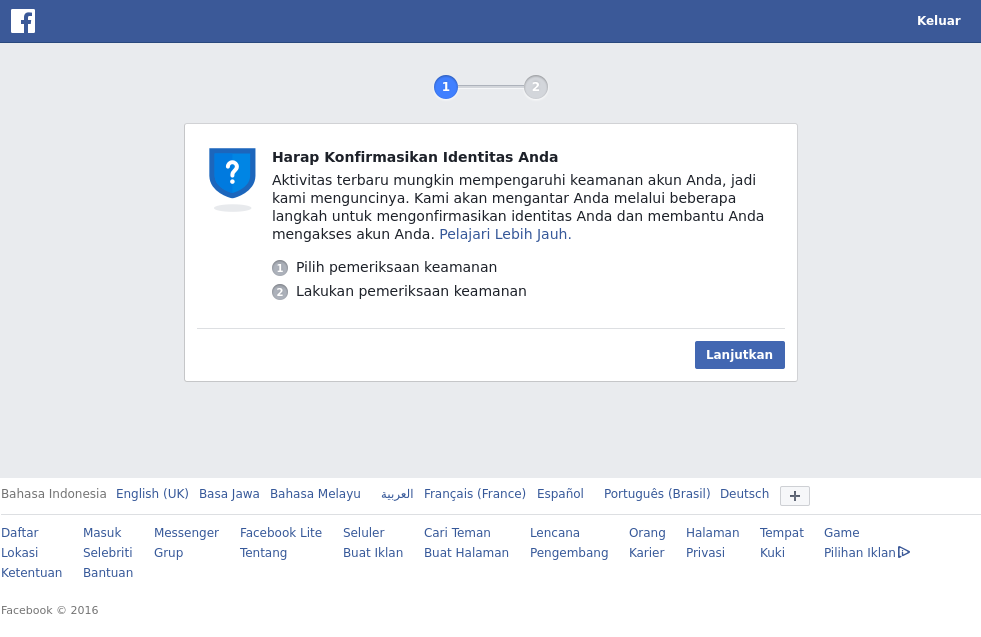 Keluar
1 2
Harap Konfirmasikan Identitas Anda
Aktivitas terbaru mungkin mempengaruhi keamanan akun Anda, jadi
kami menguncinya. Kami akan mengantar Anda melalui beberapa
langkah untuk mengonfirmasikan identitas Anda dan membantu Anda
mengakses akun Anda. Pelajari Lebih Jauh.
1 Pilih pemeriksaan keamanan
2 Lakukan pemeriksaan keamanan
Lanjutkan
Bahasa Indonesia English (UK) Basa Jawa Bahasa Melayu العربية Français (France) Español Português (Brasil) Deutsch
Daftar Masuk Messenger Facebook Lite Seluler Cari Teman Lencana Orang Halaman Tempat Game
Lokasi Selebriti Grup Tentang Buat Iklan Buat Halaman Pengembang Karier Privasi Kuki Pilihan Iklan
Ketentuan Bantuan
Facebook © 2016